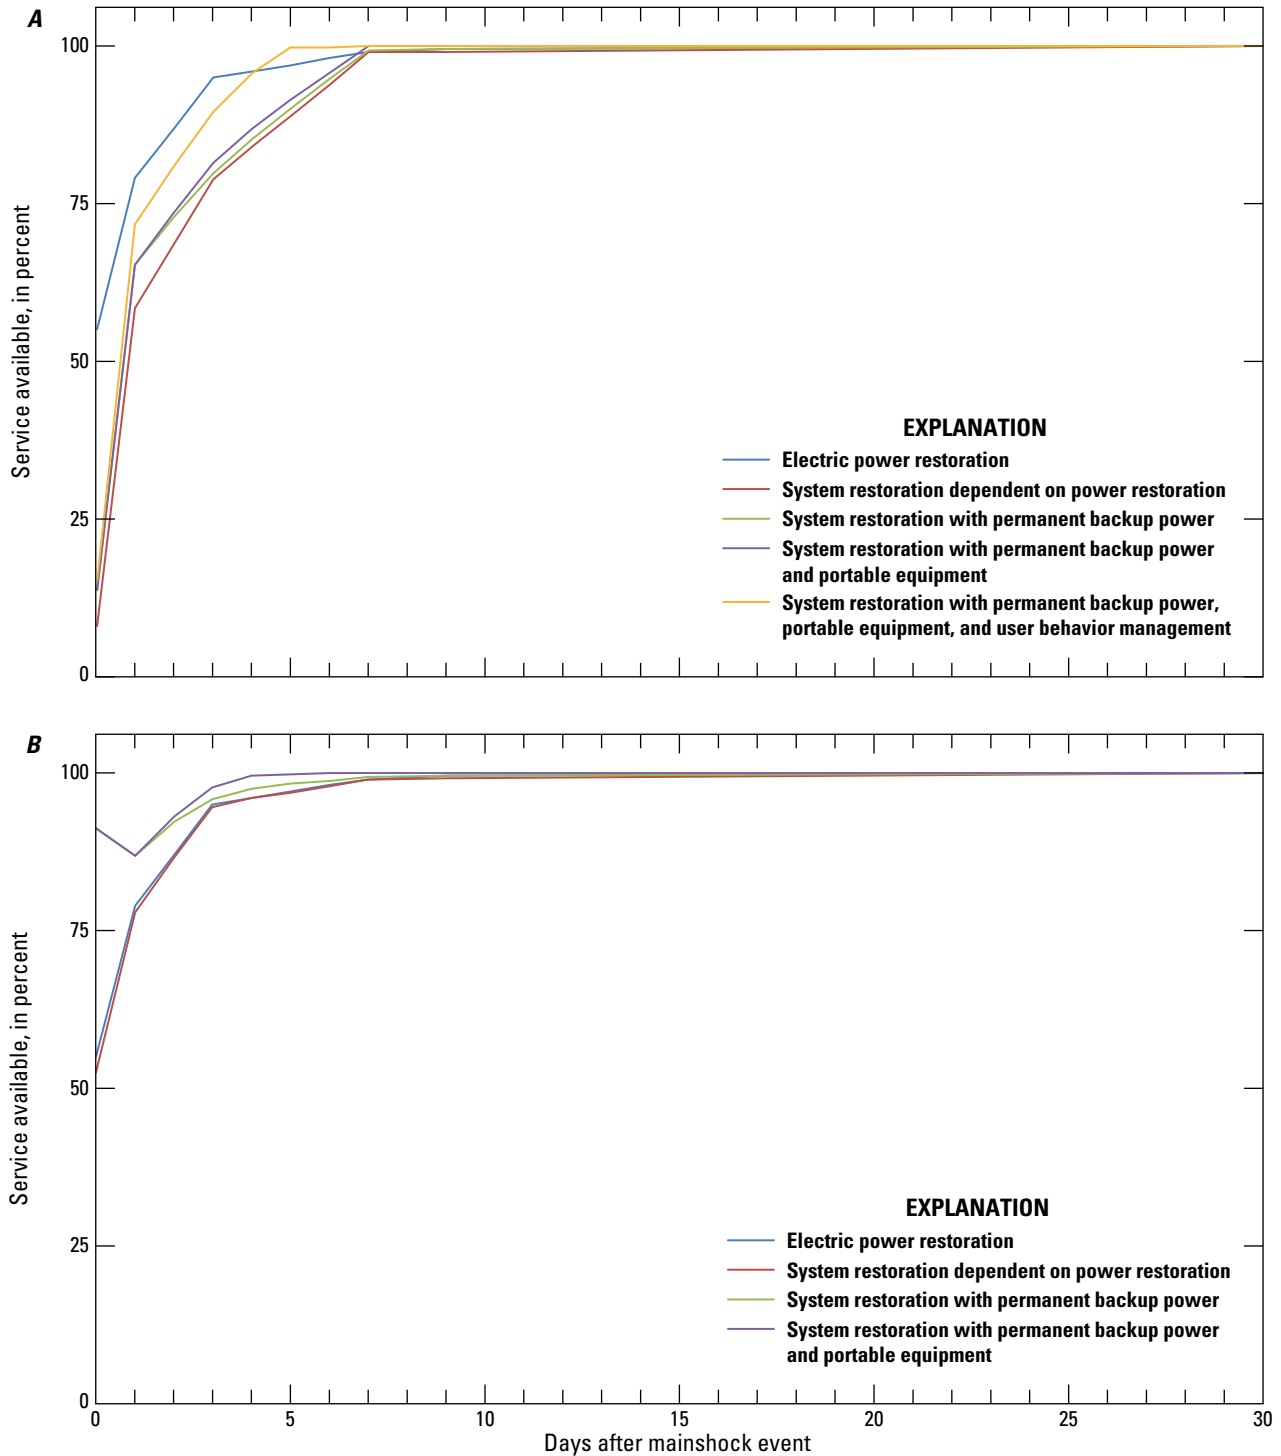 A
100
75
50
25
0
Service available, in percent
EXPLANATION
Electric power restoration
System restoration dependent on power restoration
System restoration with permanent backup power
System restoration with permanent backup power
and portable equipment
System restoration with permanent backup power,
portable equipment, and user behavior management
B
100
75
50
25
0
Service available, in percent
EXPLANATION
Electric power restoration
System restoration dependent on power restoration
System restoration with permanent backup power
System restoration with permanent backup power
and portable equipment
0 5 10 15 20 25 30
Days after mainshock event